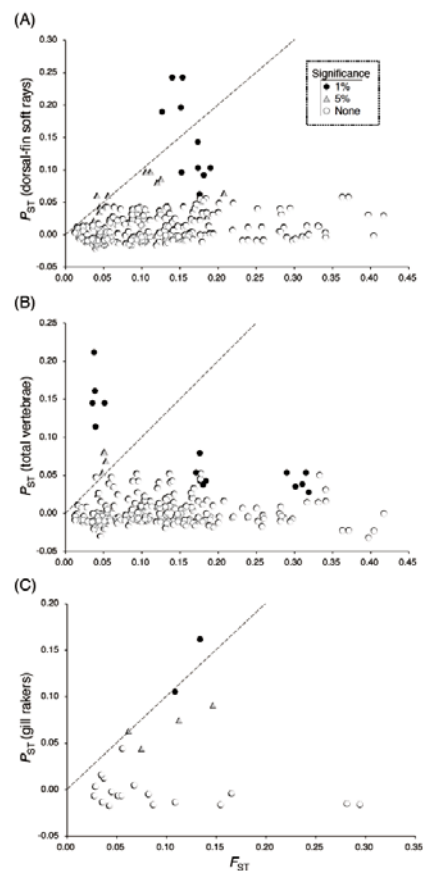 (A)
0.30
0.25
0.20
0.15
0.10
0.05
0.00
-0.05
PST (dorsal-fin soft rays)
Significance
1%
5%
None
0.00 0.05 0.10 0.15 0.20 0.25 0.30 0.35 0.40 0.45
(B)
0.25
0.20
0.15
0.10
0.05
0.00
-0.05
PST (total vertebrae)
0.00 0.05 0.10 0.15 0.20 0.25 0.30 0.35 0.40 0.45
(C)
0.20
0.15
0.10
0.05
0.00
-0.05
PST (gill rakers)
0.00 0.05 0.10 0.15 0.20 0.25 0.30 0.35
FST